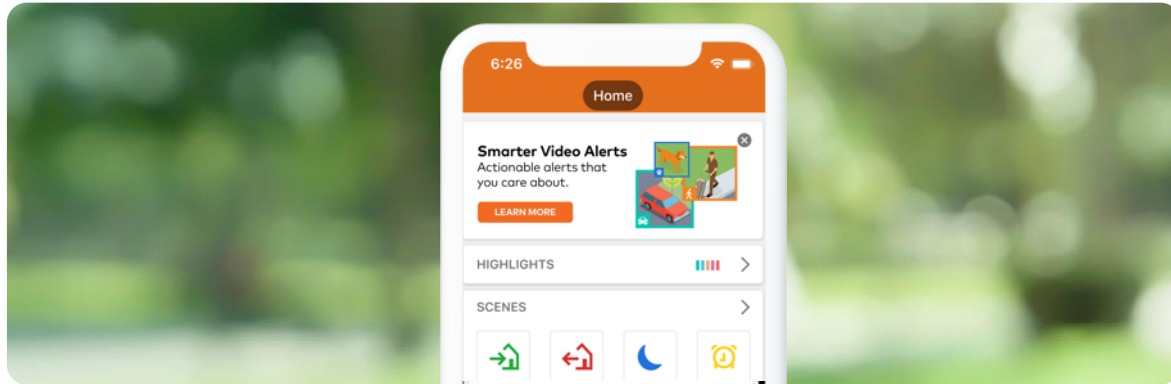 6:26
Home
Smarter Video Alerts
Actionable alerts that
you care about.
LEARN MORE
HIGHLIGHTS
SCENES